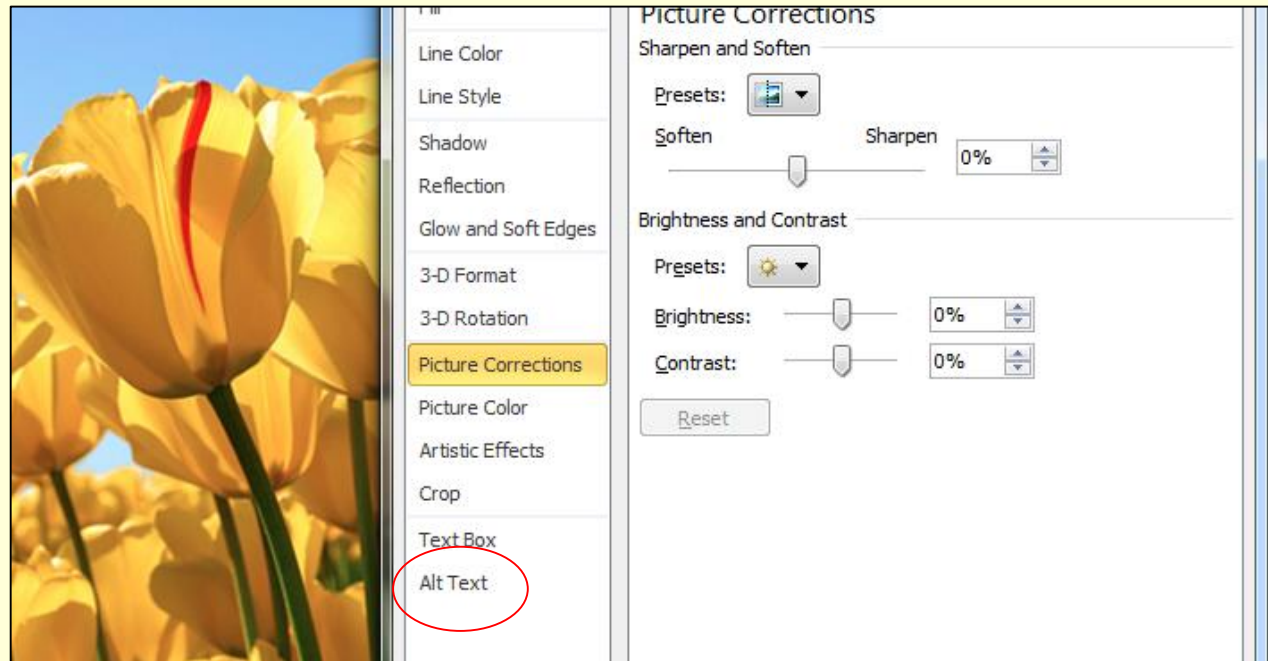 Line Color
Line Style
Shadow
Reflection
Glow and Soft Edges
3-D Format
3-D Rotation
Picture Corrections
Picture Color
Artistic Effects
Crop
Text Box
Alt Text
Picture Corrections
Sharpen and Soften
Presets:
Soften Sharpen
0%
Brightness and Contrast
Presets:
Brightness: 0%
Contrast: 0%
Reset